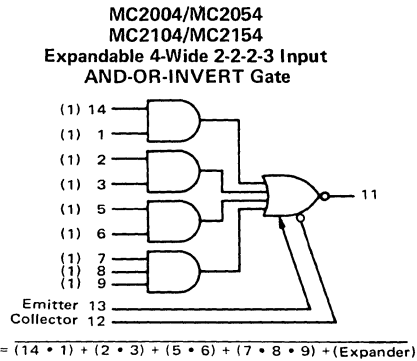 MC2004/MC2054
MC2104/MC2154
Expandable 4-Wide 2-2-2-3 Input
AND-OR-INVERT Gate
(1) 14
(1) 1
(1) 2
(1) 3
(1) 5
(1) 6
(1) 7
(1) 8
(1) 9
11
Emitter 13
Collector 12
= (14 • 1) + (2 • 3) + (5 • 6) + (7 • 8 • 9) + (Expander)